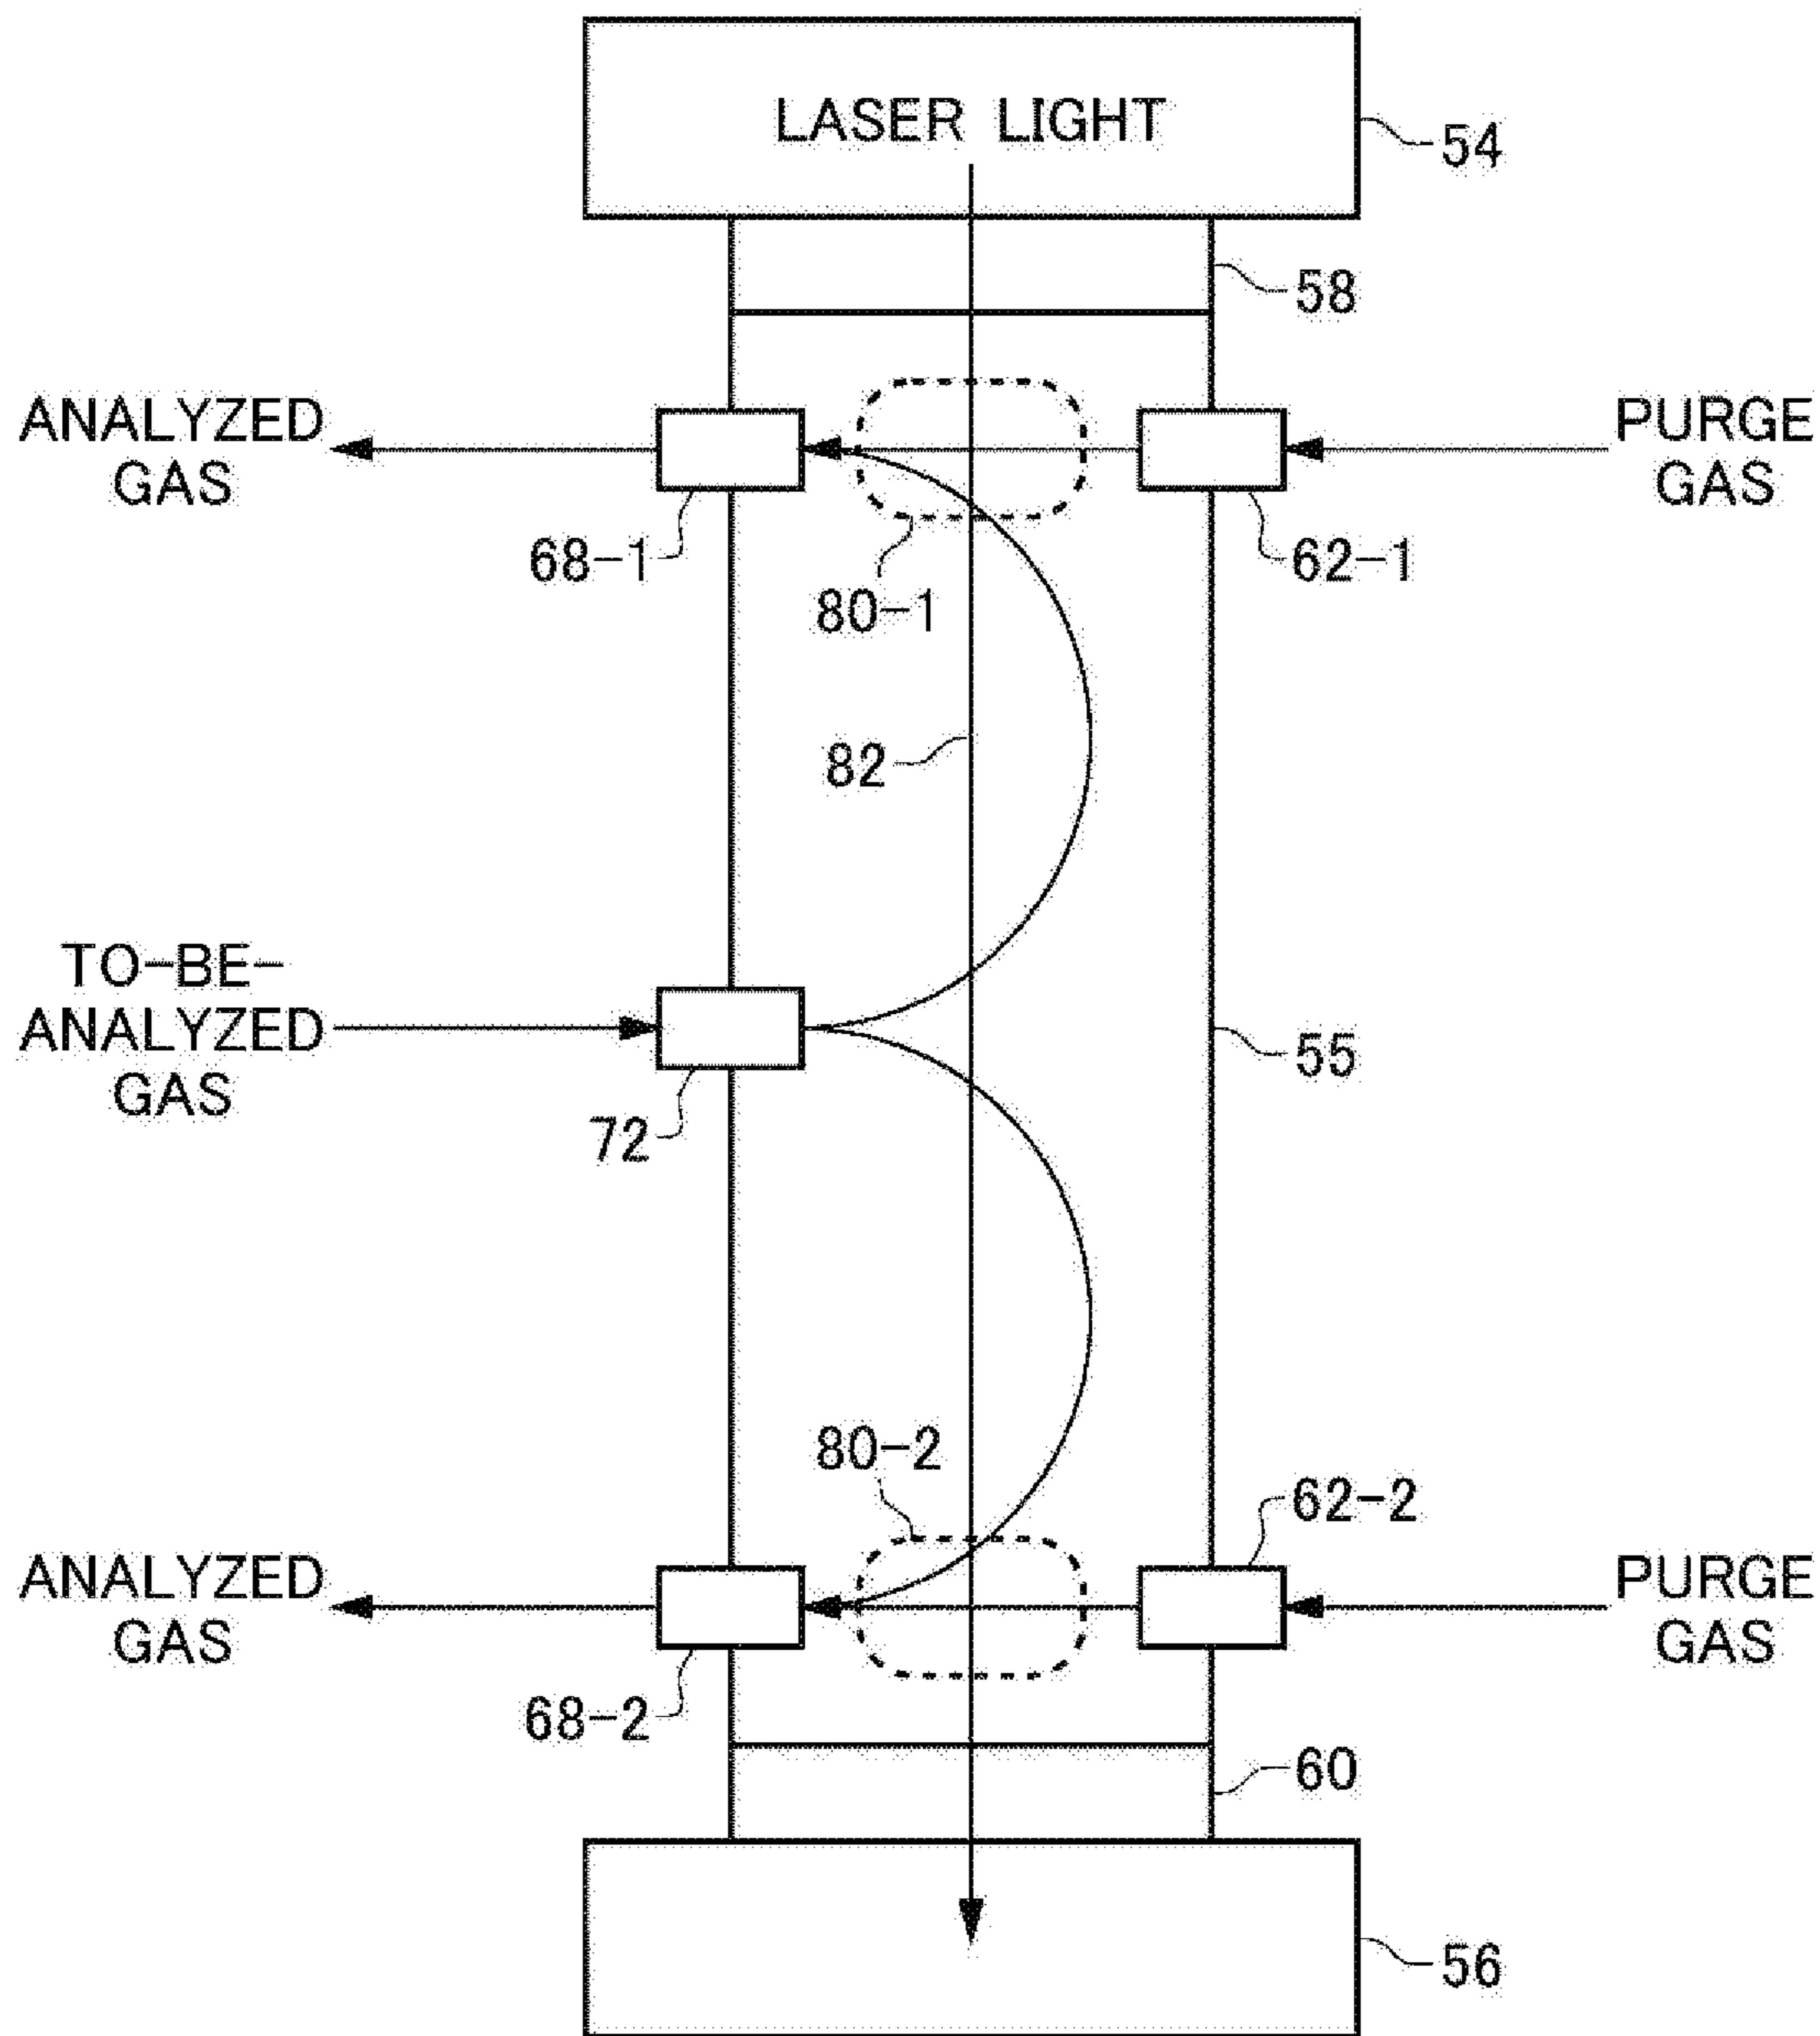 LASER LIGHT
54
58
ANALYZED
GAS
PURGE
GAS
68-1
62-1
80-1
82
TO-BE-
ANALYZED
GAS
55
72
80-2
62-2
ANALYZED
GAS
PURGE
GAS
68-2
60
56